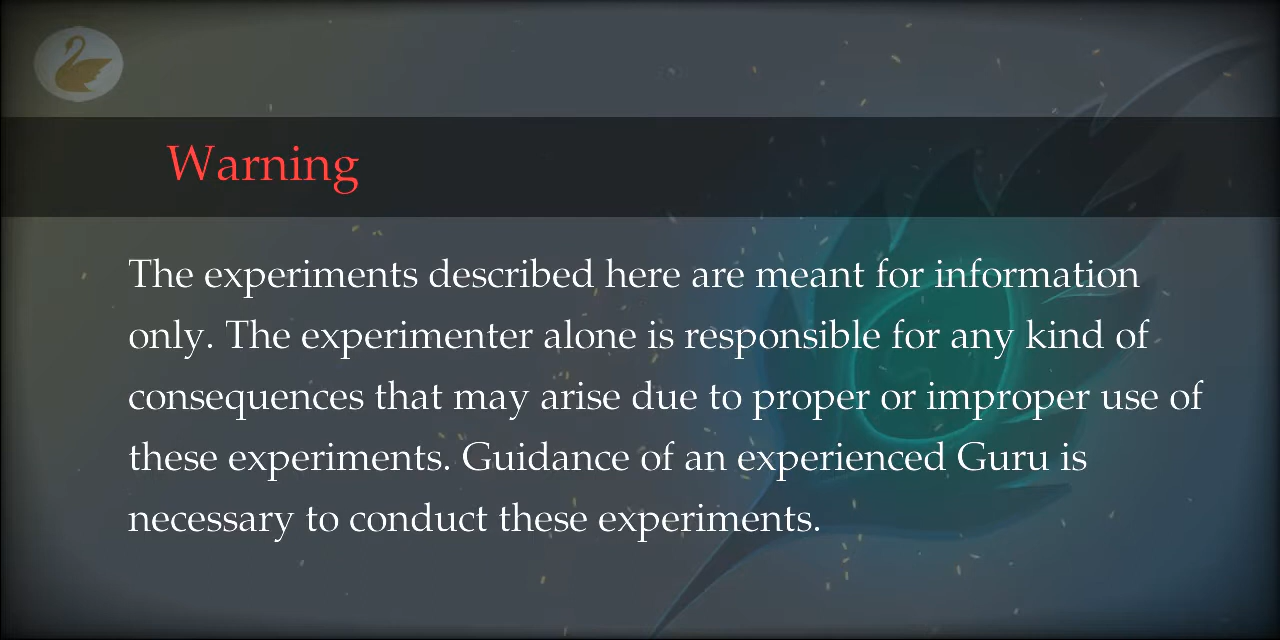 Warning
The experiments described here are meant for information
only. The experimenter alone is responsible for any kind of
consequences that may arise due to proper or improper use of
these experiments. Guidance of an experienced Guru is
necessary to conduct these experiments.